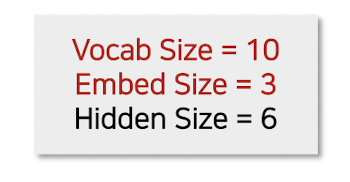 Vocab Size = 10
Embed Size = 3
Hidden Size = 6